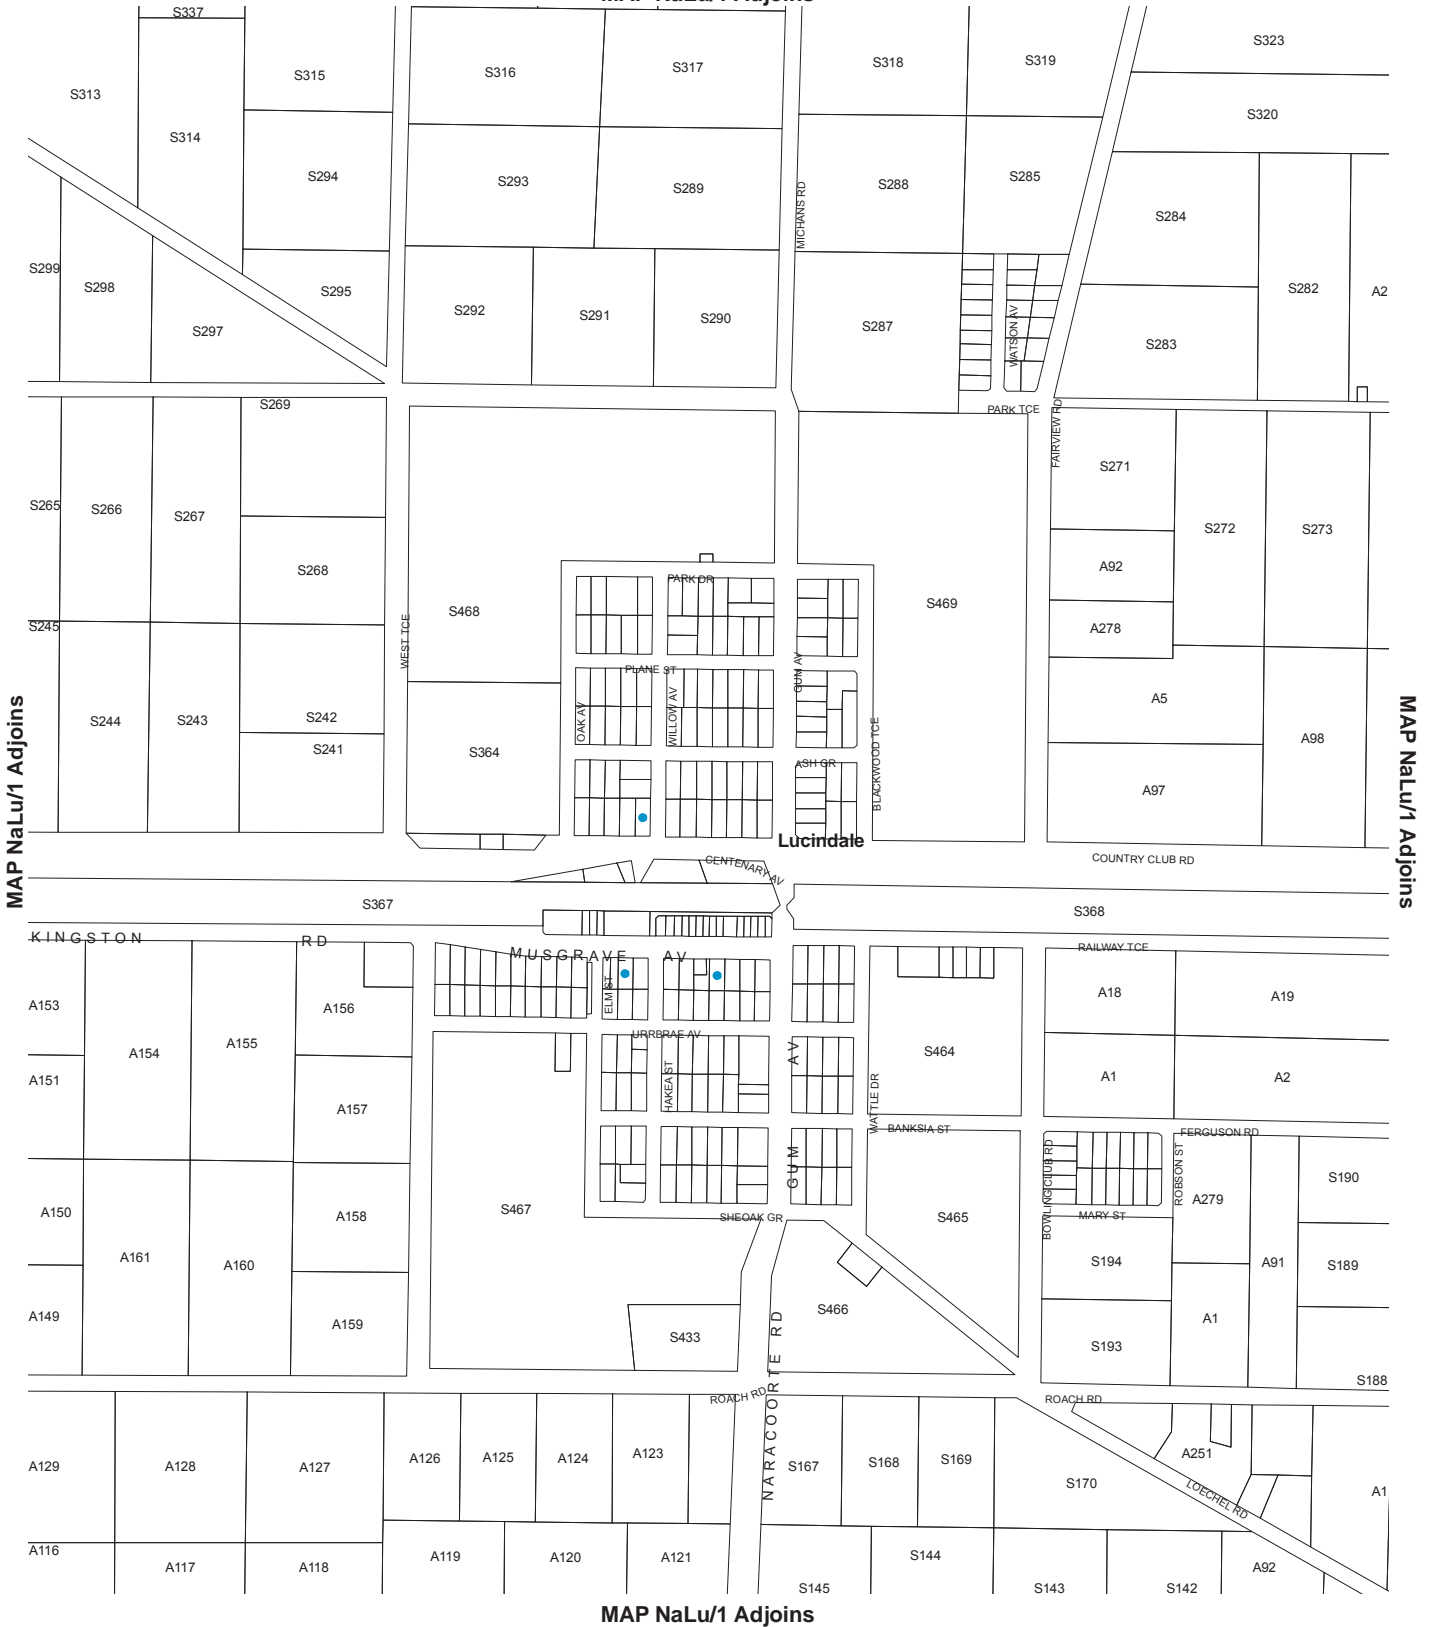 S337
S323
S315
S316
S317
S318
S319
S313
S314
S320
S294
S293
S289
S288
S285
S284
MICHANS RD
S299
S298
S295
S282
A2
S297
S292
S291
S290
S287
WATSON AV
S283
S269
PARK TCE
FAIRVIEW RD
S271
S265
S266
S267
S272
S273
S268
A92
PARK DR
S468
S469
S245
A278
WEST TCE
PLANE ST
GUM AV
WILLOW AV
OAK AV
A5
S244
S243
S242
S241
S364
A98
BLACKWOOD TCE
ASH GR
A97
MAP NaLu/1 Adjoins
MAP NaLu/1 Adjoins
Lucindale
CENTENARY AV
COUNTRY CLUB RD
S367
S368
KINGSTON RD
MUSGRAVE AV
RAILWAY TCE
A153
A156
ELM ST
A18
A19
URRBRAE AV
A154
A155
S464
A151
HAKEA ST
GUM AV
WATTLE DR
A1
A2
A157
BANKSIA ST
FERGUSON RD
BOWLING CLUB RD
ROBSON ST
S190
A279
A150
A158
S467
SHEOAK GR
S465
MARY ST
A161
A160
S194
A91
S189
A149
A159
S433
S466
NARACOORTE RD
A1
S193
S188
ROACH RD
ROACH RD
A129
A128
A127
A126
A125
A124
A123
S167
S168
S169
S170
A251
LOECHEL RD
A1
A116
A117
A118
A119
A120
A121
S145
S144
S143
S142
A92
MAP NaLu/1 Adjoins